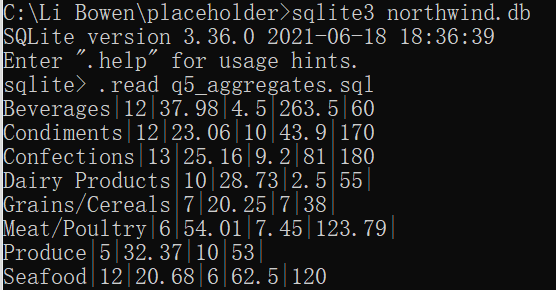 C:\Li Bowen\placeholder>sqlite3 northwind.db
SQLite version 3.36.0 2021-06-18 18:36:39
Enter ".help" for usage hints.
sqlite> .read q5_aggregates.sql
Beverages|12|37.98|4.5|263.5|60
Condiments|12|23.06|10|43.9|170
Confections|13|25.16|9.2|81|180
Dairy Products|10|28.73|2.5|55|
Grains/Cereals|7|20.25|7|38|
Meat/Poultry|6|54.01|7.45|123.79|
Produce|5|32.37|10|53|
Seafood|12|20.68|6|62.5|120